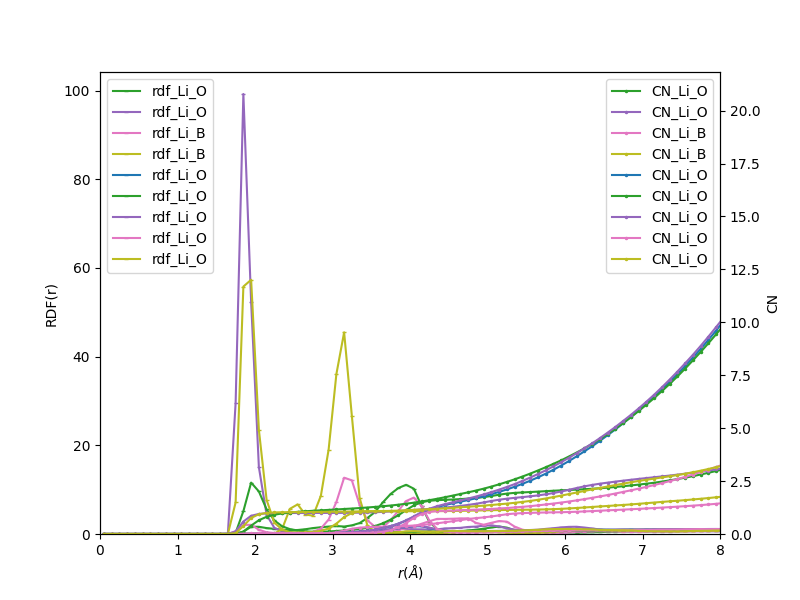 rdf_Li_O
rdf_Li_O
rdf_Li_B
rdf_Li_B
rdf_Li_O
rdf_Li_O
rdf_Li_O
rdf_Li_O
rdf_Li_O
CN_Li_O
CN_Li_O
CN_Li_B
CN_Li_B
CN_Li_O
CN_Li_O
CN_Li_O
CN_Li_O
CN_Li_O
100
80
60
40
20
0
RDF(r)
20.0
17.5
15.0
12.5
10.0
7.5
5.0
2.5
0.0
CN
0 1 2 3 4 5 6 7 8
r(Å)